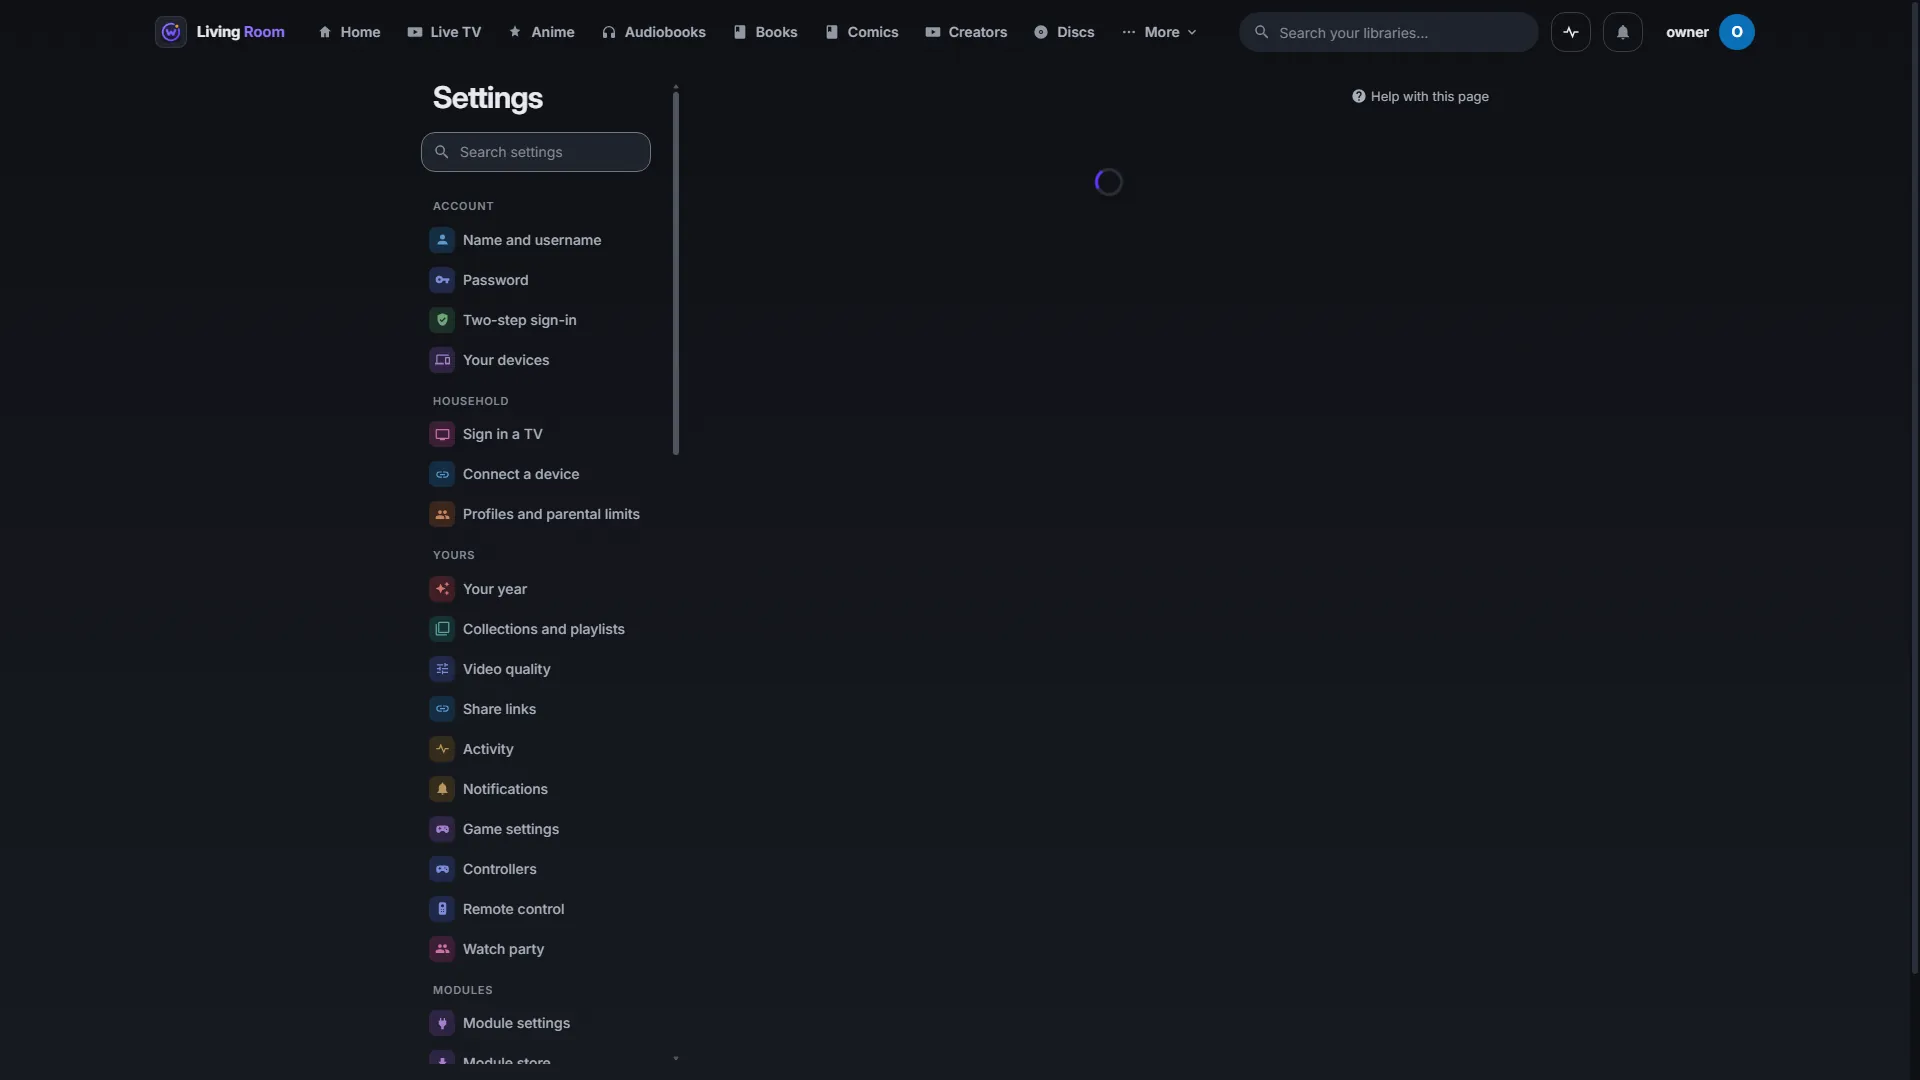 Living Room
Home
Live TV
Anime
Audiobooks
Books
Comics
Creators
Discs
More
Search your libraries...
owner
O
Settings
Help with this page
Search settings
ACCOUNT
Name and username
Password
Two-step sign-in
Your devices
HOUSEHOLD
Sign in a TV
Connect a device
Profiles and parental limits
YOURS
Your year
Collections and playlists
Video quality
Share links
Activity
Notifications
Game settings
Controllers
Remote control
Watch party
MODULES
Module settings
Module store